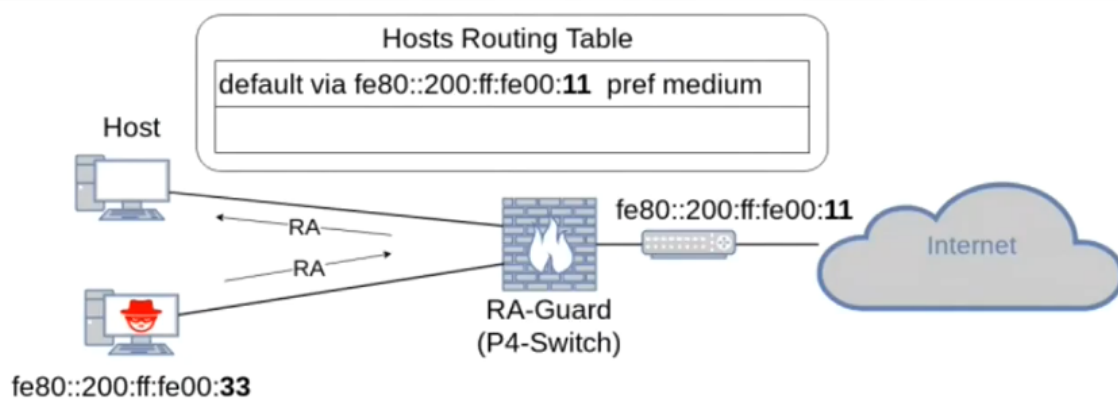 Hosts Routing Table
default via fe80::200:ff:fe00:11 pref medium
Host
fe80::200:ff:fe00:11
RA
Internet
RA
RA-Guard
(P4-Switch)
fe80::200:ff:fe00:33